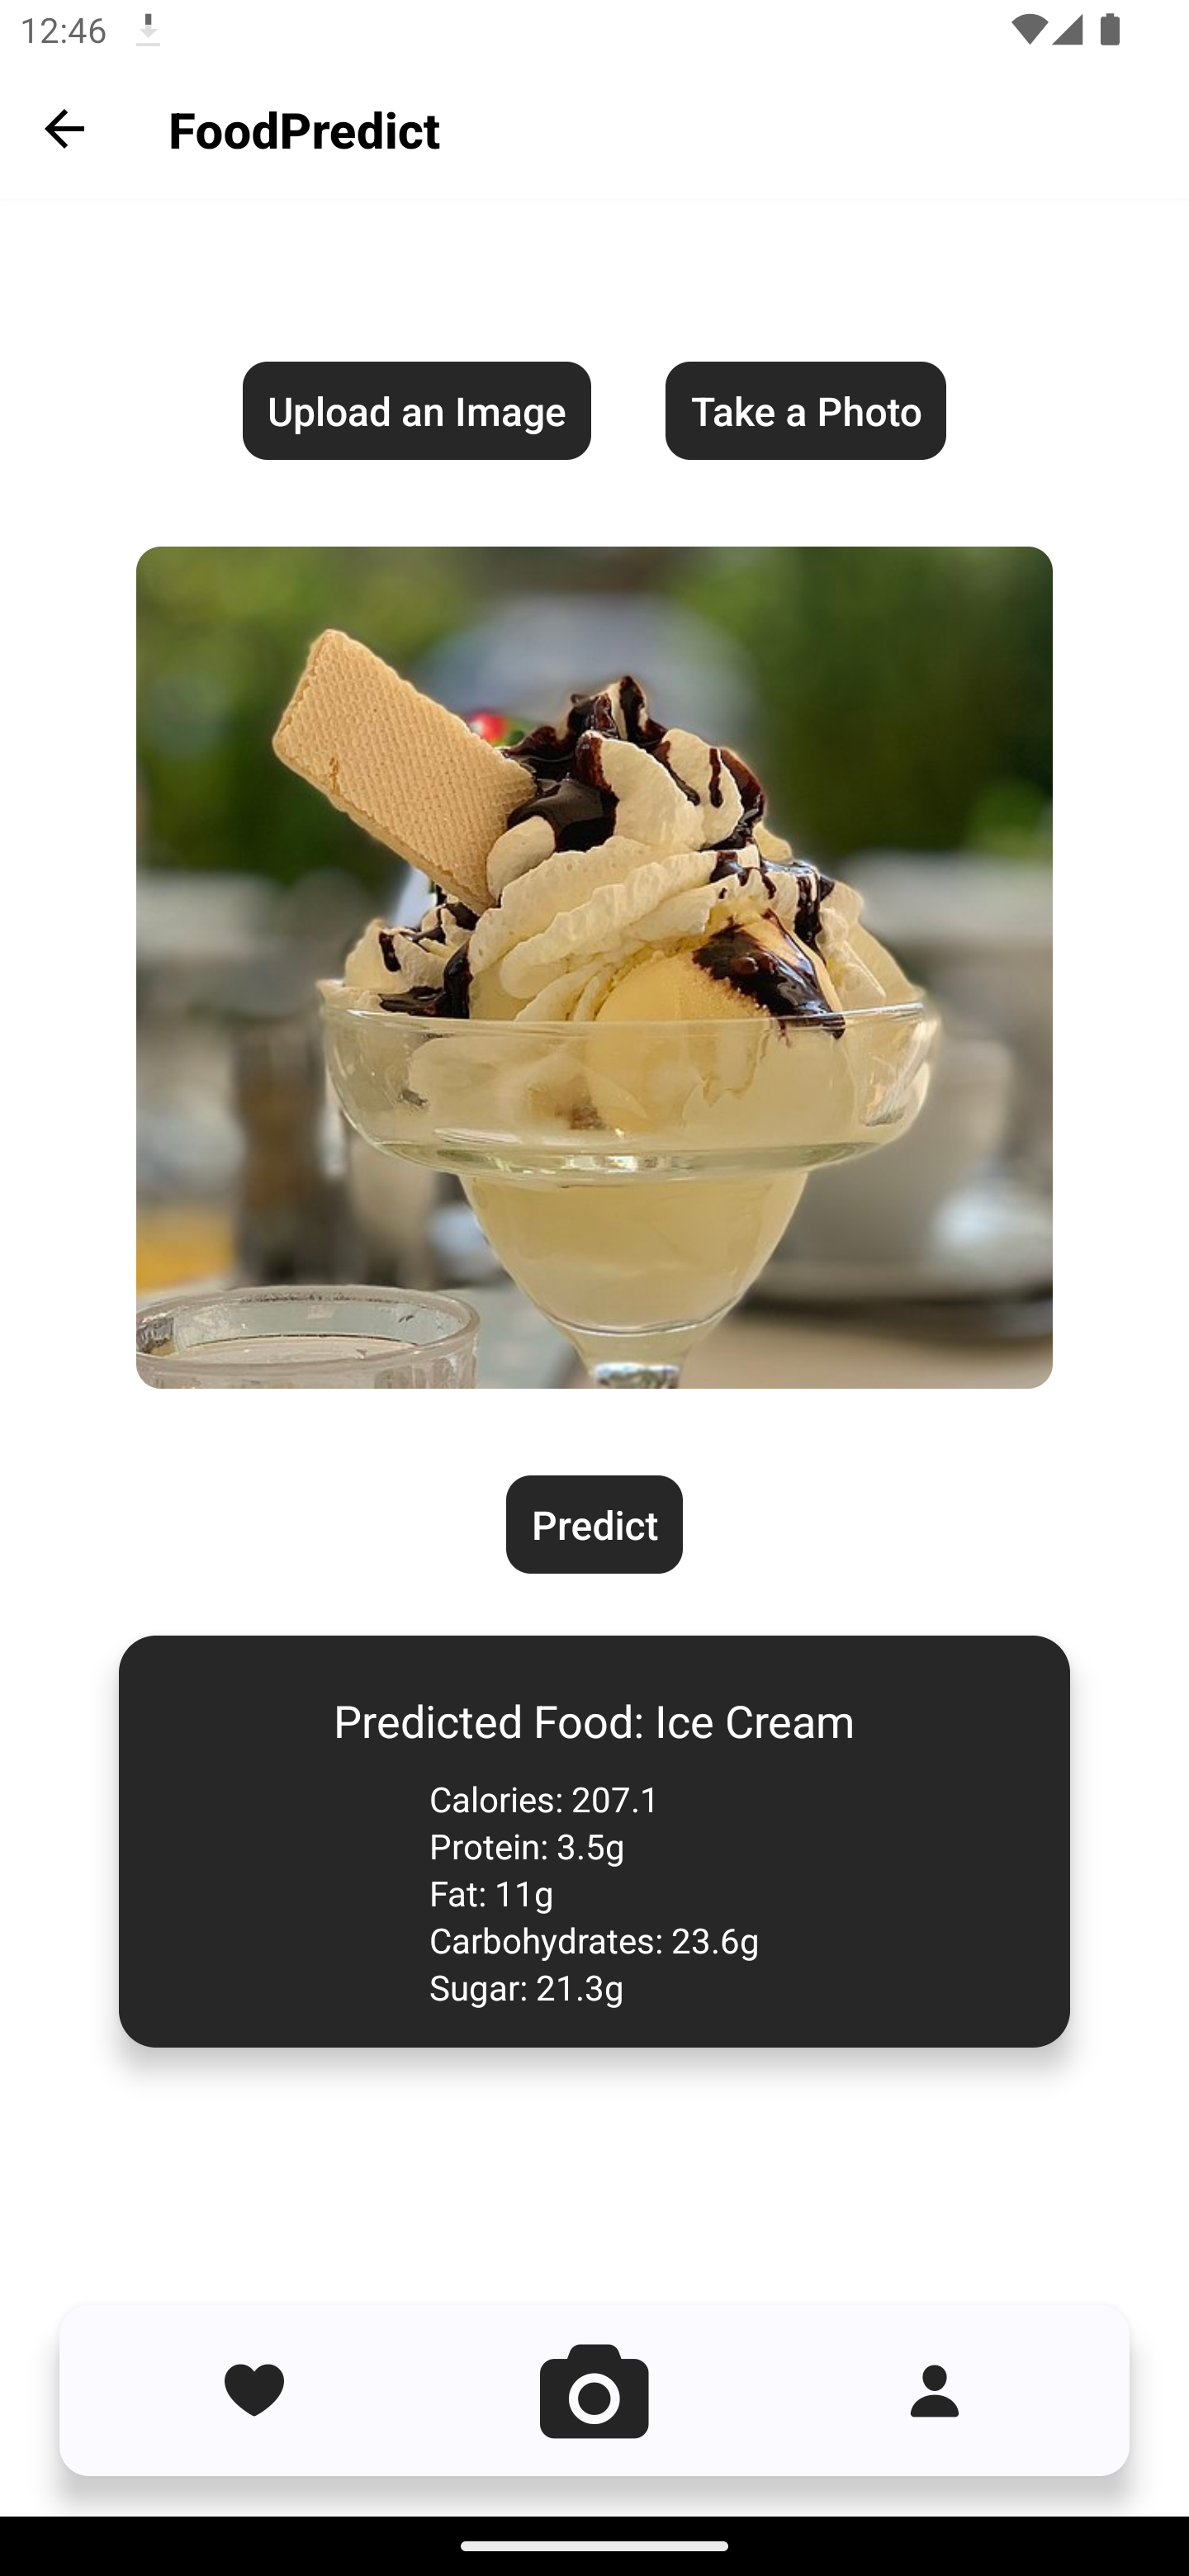 12:46
FoodPredict
Upload an Image
Take a Photo
Predict
Predicted Food: Ice Cream
Calories: 207.1
Protein: 3.5g
Fat: 11g
Carbohydrates: 23.6g
Sugar: 21.3g